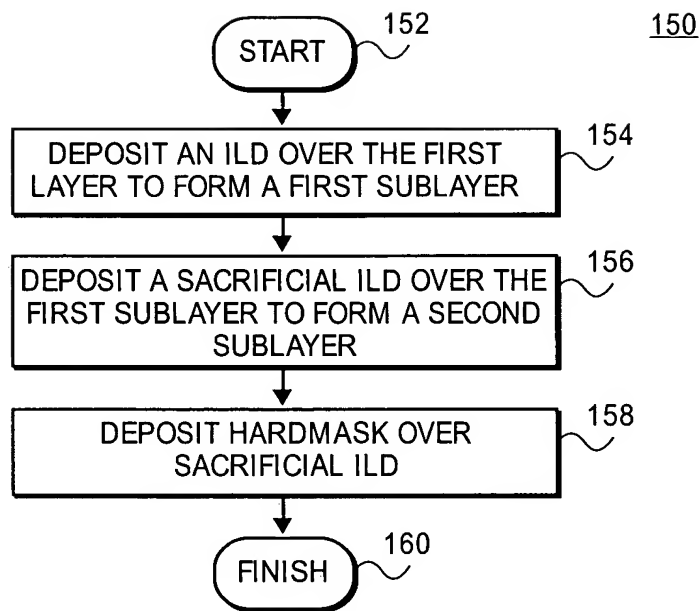 152
150
START
154
DEPOSIT AN ILD OVER THE FIRST
LAYER TO FORM A FIRST SUBLAYER
156
DEPOSIT A SACRIFICIAL ILD OVER THE
FIRST SUBLAYER TO FORM A SECOND
SUBLAYER
158
DEPOSIT HARDMASK OVER
SACRIFICIAL ILD
160
FINISH